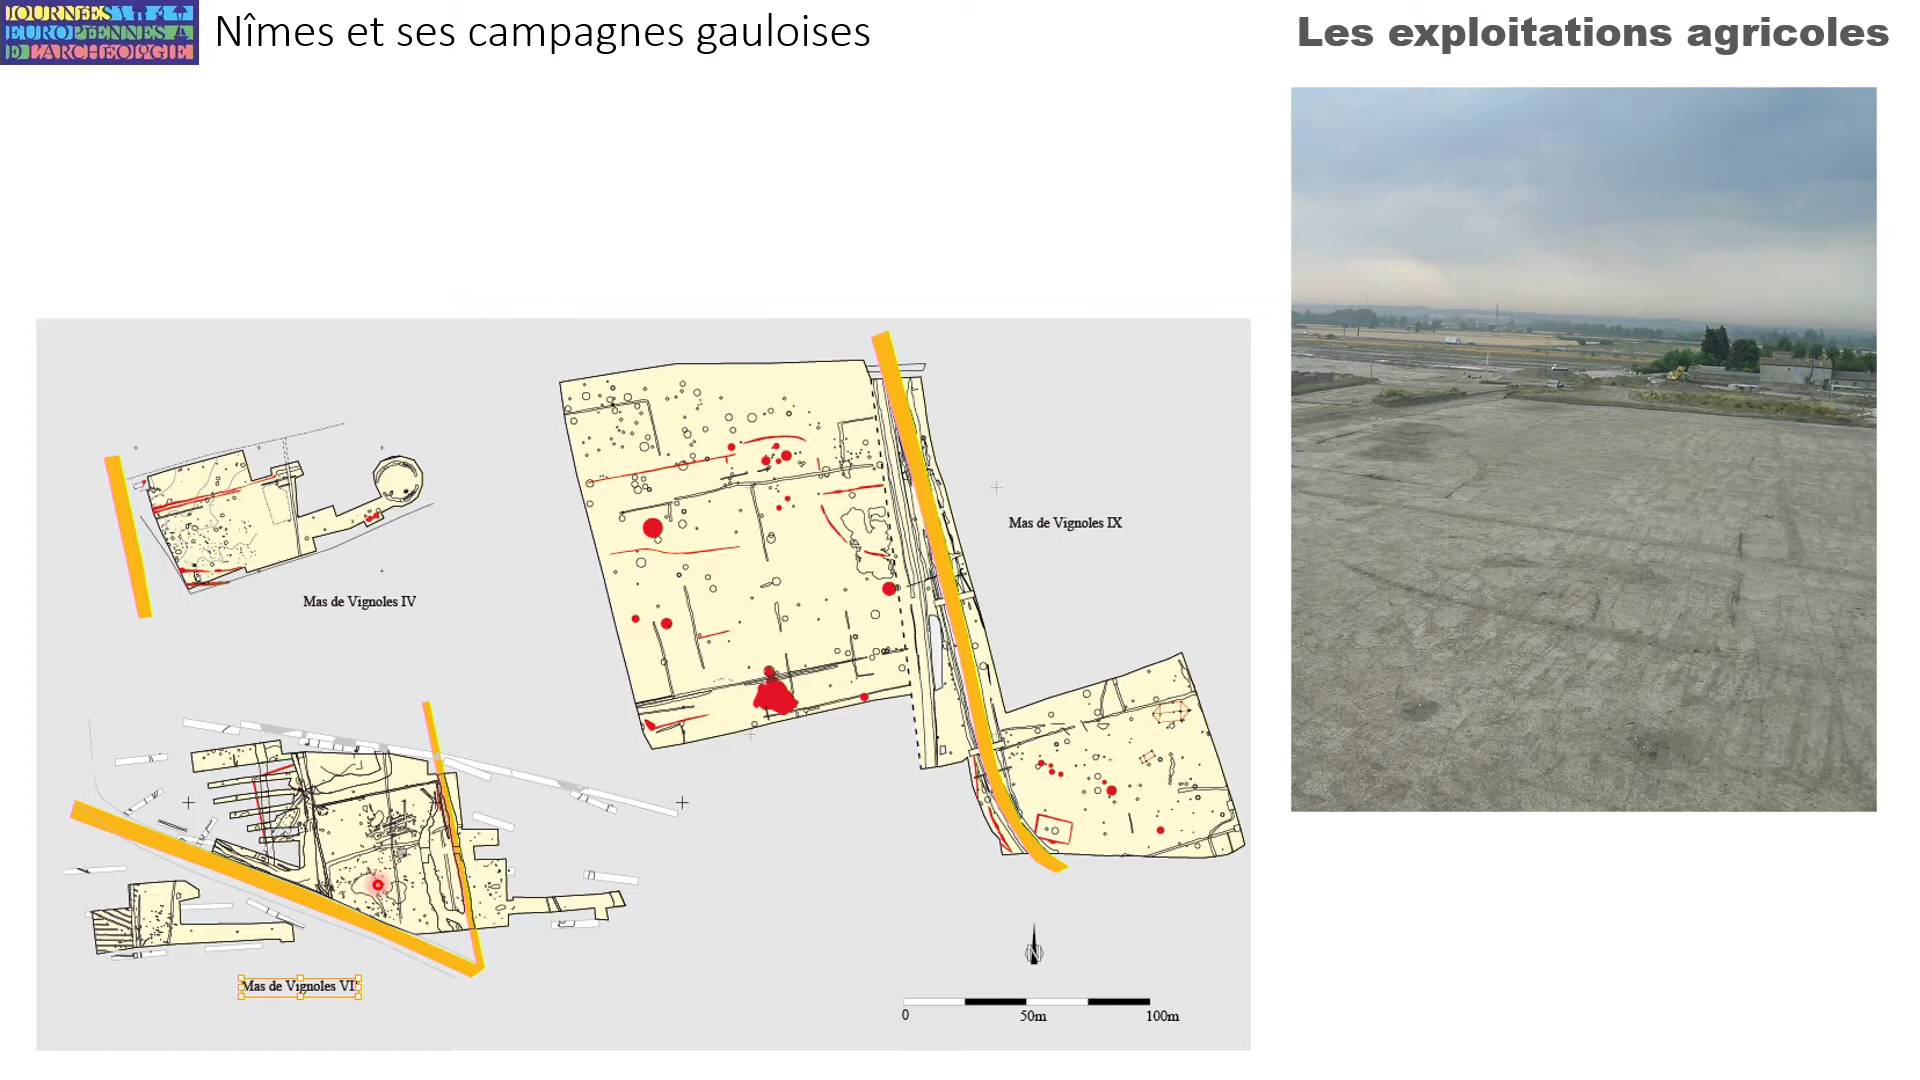 JOURNÉES
EUROPÉENNES
DE L'ARCHÉOLOGIE
Nîmes et ses campagnes gauloises
Les exploitations agricoles
Mas de Vignoles IX
Mas de Vignoles IV
Mas de Vignoles VI
N
0 50m 100m